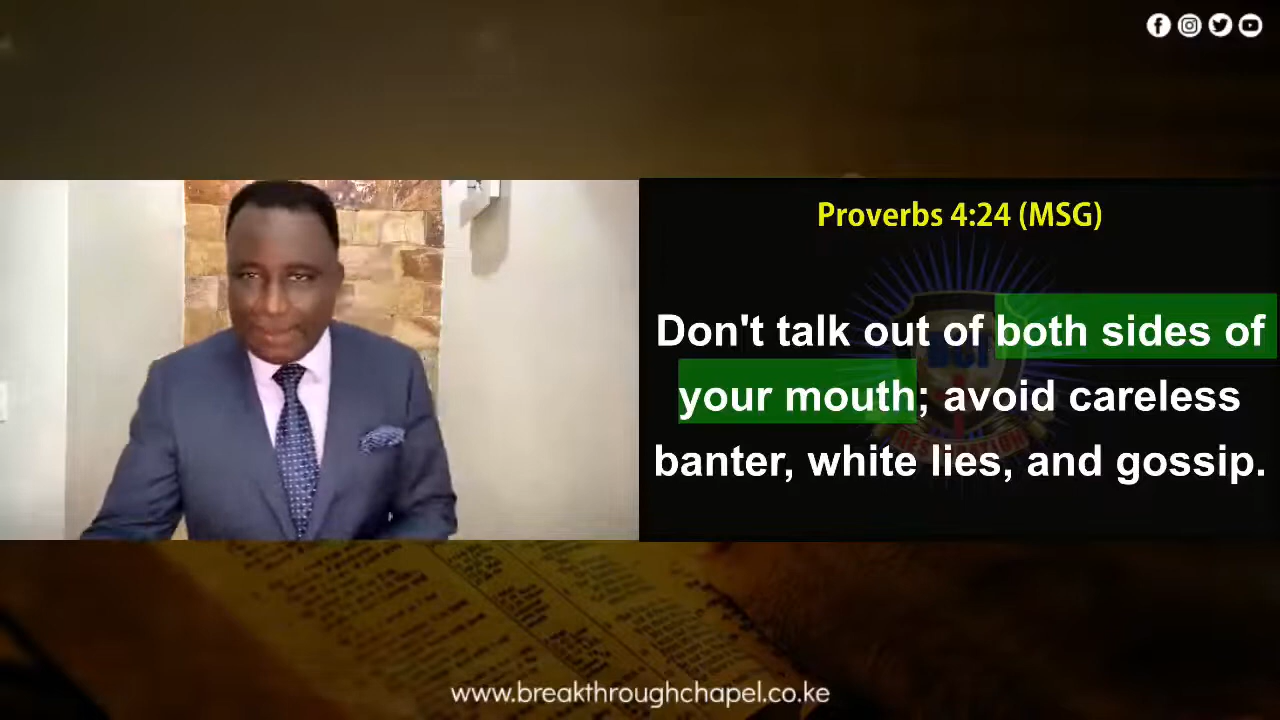 Proverbs 4:24 (MSG)
Don't talk out of both sides of
your mouth; avoid careless
banter, white lies, and gossip.
www.breakthroughchapel.co.ke